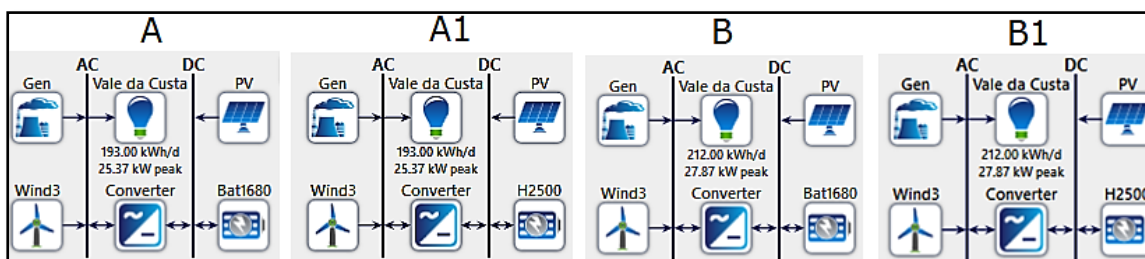 A
AC
DC
Gen
Vale da Custa
PV
193.00 kWh/d
25.37 kW peak
Wind3
Converter
Bat1680
A1
AC
DC
Gen
Vale da Custa
PV
193.00 kWh/d
25.37 kW peak
Wind3
Converter
H2500
B
AC
DC
Gen
Vale da Custa
PV
212.00 kWh/d
27.87 kW peak
Wind3
Converter
Bat1680
B1
AC
DC
Gen
Vale da Custa
PV
212.00 kWh/d
27.87 kW peak
Wind3
Converter
H2500